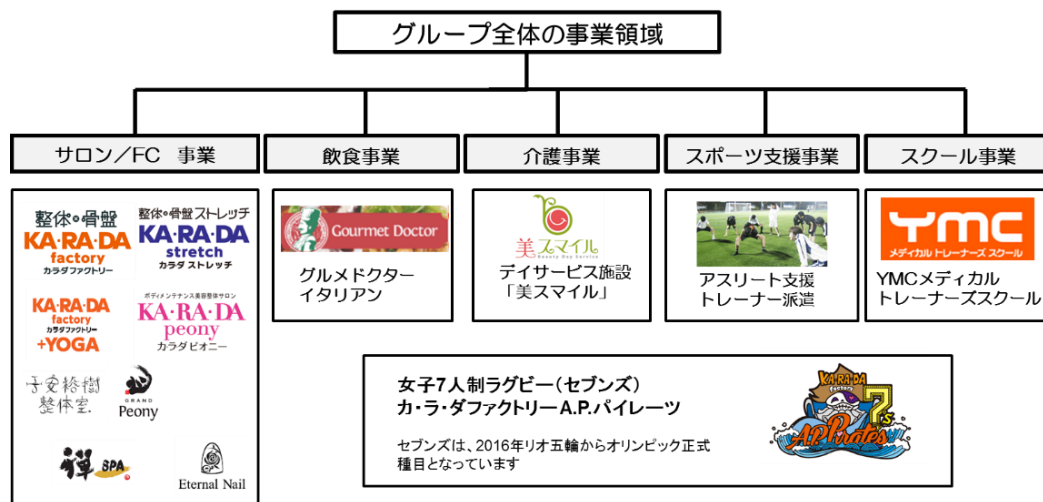 グループ全体の事業領域
サロン／FC 事業
飲食事業
介護事業
スポーツ支援事業
スクール事業
整体・骨盤
KA・RA・DA
factory
カラダファクトリー
整体・骨盤ストレッチ
KA・RA・DA
stretch
カラダ ストレッチ
KA・RA・DA
factory
カラダファクトリー
+YOGA
ボディメンテナンス美容整体サロン
KA・RA・DA
peony
カラダ ピオニー
子安裕樹
整体室.
GRAND
Peony
禅 SPA
Eternal Nail
Gourmet Doctor
グルメドクター
イタリアン
美スマイル
Beauty Day Service
デイサービス施設
「美スマイル」
アスリート支援
トレーナー派遣
YMC
メディカル トレーナーズ スクール
YMCメディカル
トレーナーズスクール
女子7人制ラグビー（セブンズ）
カ・ラ・ダファクトリーA.P.パイレーツ
セブンズは、2016年リオ五輪からオリンピック正式
種目となっています
KA・RA・DA
factory
7's
A.P.Pirates